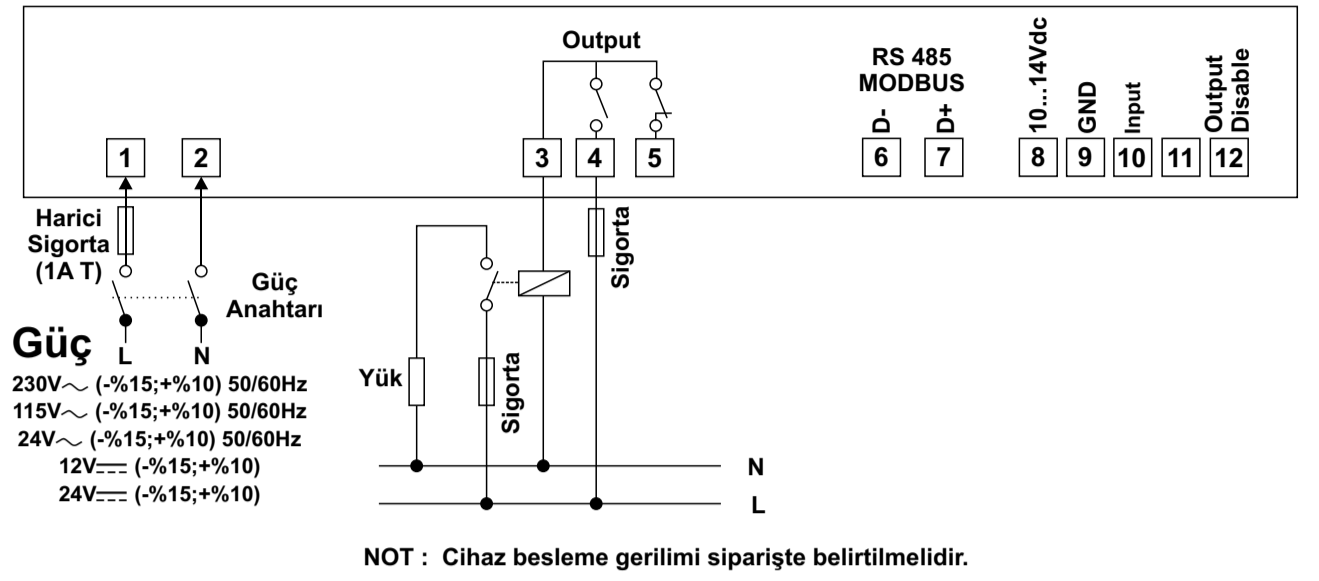 Output
RS 485
MODBUS
D-
D+
10...14Vdc
GND
Input
Output
Disable
1
2
3
4
5
6
7
8
9
10
11
12
Harici
Sigorta
(1A T)
Güç
Anahtarı
Sigorta
Güç
L
N
230V~ (-%15;+%10) 50/60Hz
115V~ (-%15;+%10) 50/60Hz
24V~ (-%15;+%10) 50/60Hz
12V⎓ (-%15;+%10)
24V⎓ (-%15;+%10)
Yük
Sigorta
N
L
NOT : Cihaz besleme gerilimi siparişte belirtilmelidir.